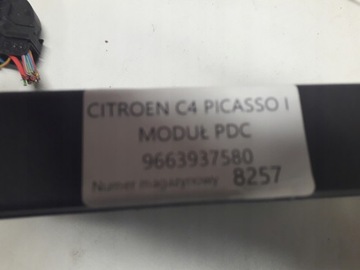 CITROEN C4 PICASSO I
MODUŁ PDC
9663937580
Numer magazynowy 8257